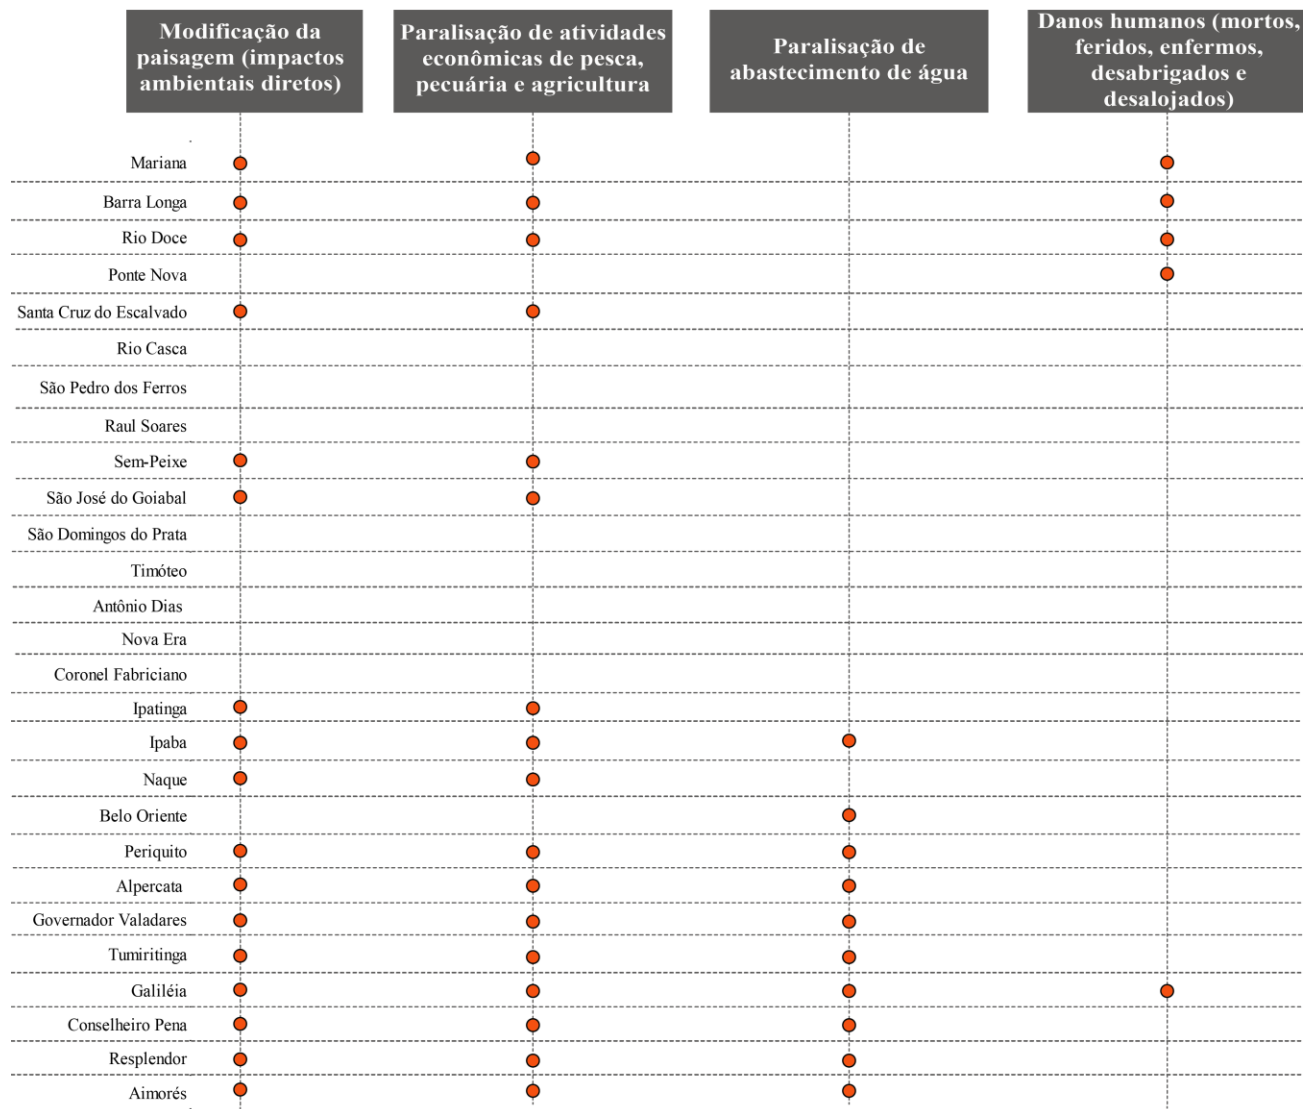 Modificação da
paisagem (impactos
ambientais diretos)
Paralisação de atividades
econômicas de pesca,
pecuária e agricultura
Paralisação de
abastecimento de água
Danos humanos (mortos,
feridos, enfermos,
desabrigados e
desalojados)
Mariana
Barra Longa
Rio Doce
Ponte Nova
Santa Cruz do Escalvado
Rio Casca
São Pedro dos Ferros
Raul Soares
Sem-Peixe
São José do Goiabal
São Domingos do Prata
Timóteo
Antônio Dias
Nova Era
Coronel Fabriciano
Ipatinga
Ipaba
Naque
Belo Oriente
Periquito
Alpercata
Governador Valadares
Tumiritinga
Galiléia
Conselheiro Pena
Resplendor
Aimorés